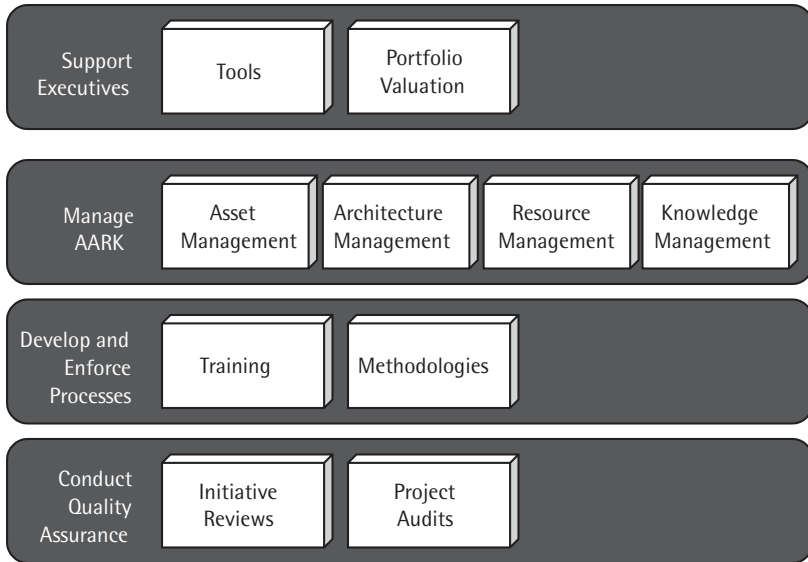 Support
Executives
Tools
Portfolio
Valuation
Manage
AARK
Asset
Management
Architecture
Management
Resource
Management
Knowledge
Management
Develop and
Enforce
Processes
Training
Methodologies
Conduct
Quality
Assurance
Initiative
Reviews
Project
Audits